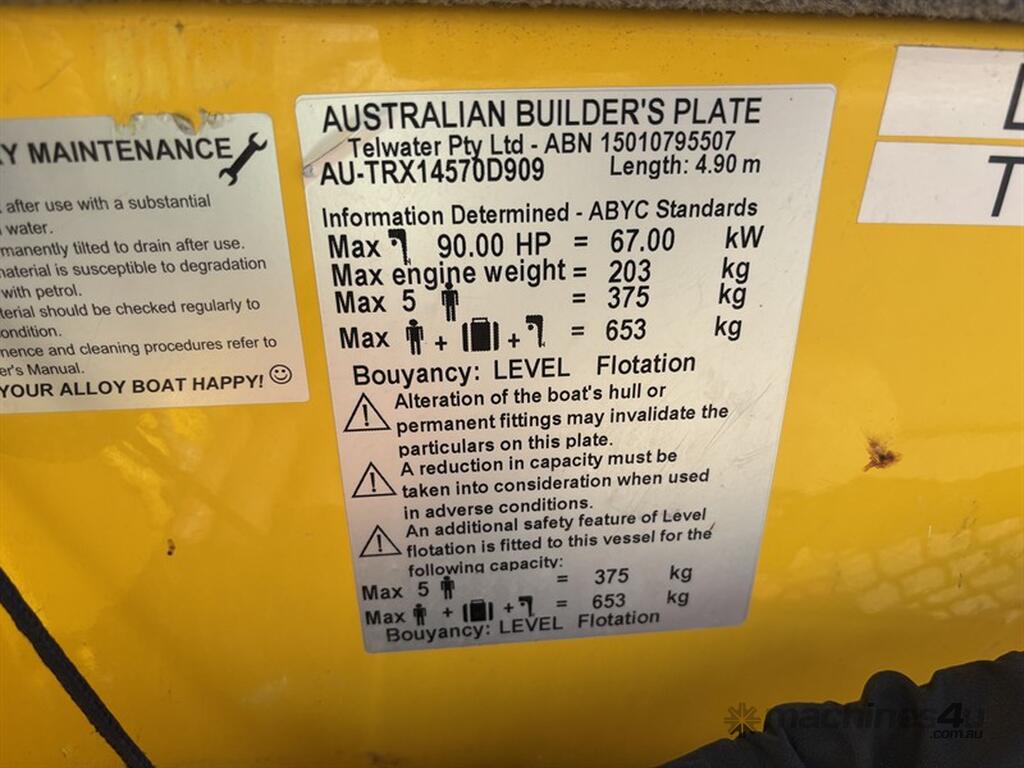 Y MAINTENANCE
after use with a substantial
water.
manently tilted to drain after use.
material is susceptible to degradation
with petrol.
terial should be checked regularly to
ondition.
nence and cleaning procedures refer to
er's Manual.
YOUR ALLOY BOAT HAPPY!
AUSTRALIAN BUILDER'S PLATE
Telwater Pty Ltd - ABN 15010795507
AU-TRX14570D909 Length: 4.90 m
Information Determined - ABYC Standards
Max 90.00 HP = 67.00 kW
Max engine weight = 203 kg
Max 5 = 375 kg
Max + + = 653 kg
Bouyancy: LEVEL Flotation
Alteration of the boat's hull or
permanent fittings may invalidate the
particulars on this plate.
A reduction in capacity must be
taken into consideration when used
in adverse conditions.
An additional safety feature of Level
flotation is fitted to this vessel for the
following capacity:
Max 5 = 375 kg
Max + + = 653 kg
Bouyancy: LEVEL Flotation
T
machines4u
.com.au